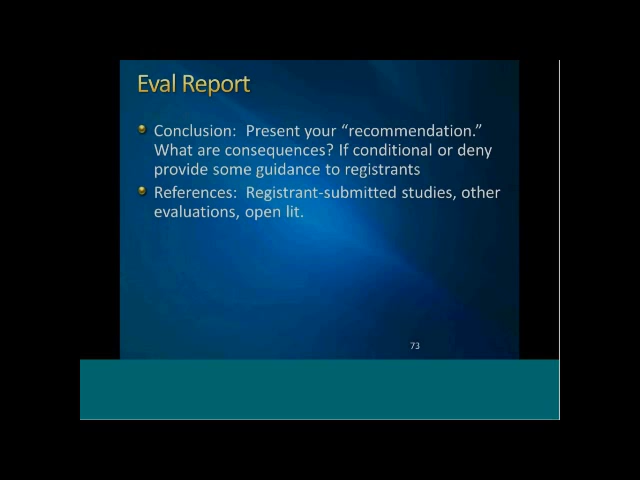 Eval Report
Conclusion: Present your “recommendation.”
What are consequences? If conditional or deny
provide some guidance to registrants
References: Registrant-submitted studies, other
evaluations, open lit.
73